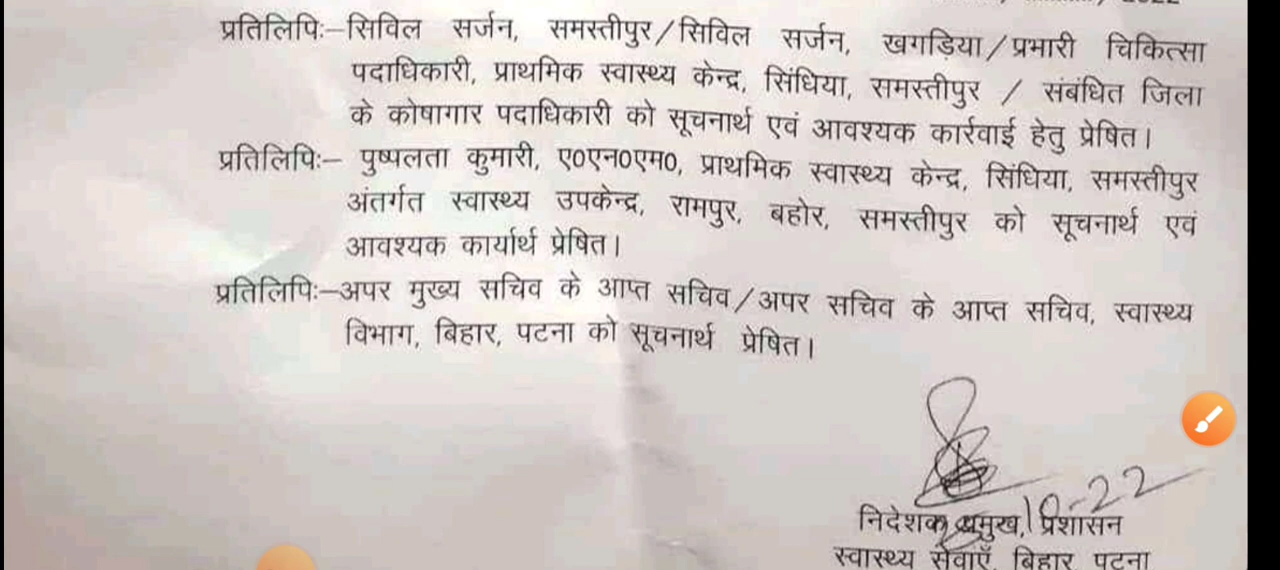 2022
प्रतिलिपिः–सिविल सर्जन, समस्तीपुर/सिविल सर्जन, खगड़िया/प्रभारी चिकित्सा
पदाधिकारी, प्राथमिक स्वास्थ्य केन्द्र, सिंधिया, समस्तीपुर / संबंधित जिला
के कोषागार पदाधिकारी को सूचनार्थ एवं आवश्यक कार्रवाई हेतु प्रेषित।
प्रतिलिपिः– पुष्पलता कुमारी, ए0एन0एम0, प्राथमिक स्वास्थ्य केन्द्र, सिंधिया, समस्तीपुर
अंतर्गत स्वास्थ्य उपकेन्द्र, रामपुर, बहोर, समस्तीपुर को सूचनार्थ एवं
आवश्यक कार्यार्थ प्रेषित।
प्रतिलिपिः–अपर मुख्य सचिव के आप्त सचिव/अपर सचिव के आप्त सचिव, स्वास्थ्य
विभाग, बिहार, पटना को सूचनार्थ प्रेषित।
निदेशक प्रमुख, प्रशासन
स्वास्थ्य सेवाएँ, बिहार पटना